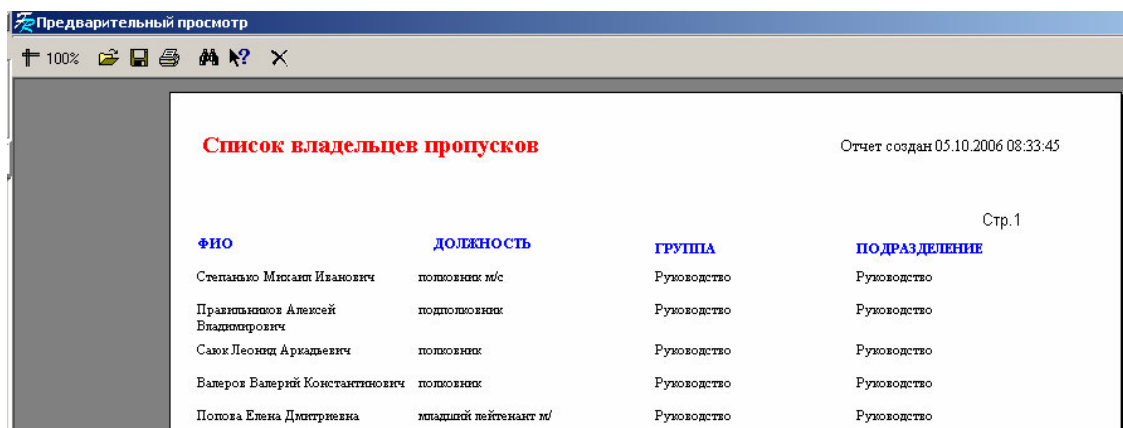 Предварительный просмотр
100%
Список владельцев пропусков
Отчет создан 05.10.2006 08:33:45
Стр.1
ФИО ДОЛЖНОСТЬ ГРУППА ПОДРАЗДЕЛЕНИЕ
Степанько Михаил Иванович полковник м/с Руководство Руководство
Правильников Алексей подполковник Руководство Руководство
Владимирович
Саюк Леонид Аркадьевич полковник Руководство Руководство
Валеров Валерий Константинович полковник Руководство Руководство
Попова Елена Дмитриевна младший лейтенант м/ Руководство Руководство